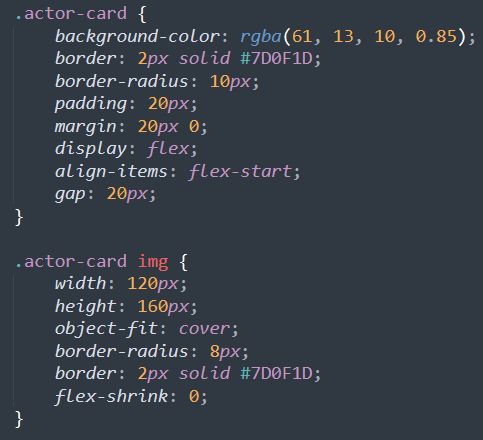 .actor-card {
    background-color: rgba(61, 13, 10, 0.85);
    border: 2px solid #7D0F1D;
    border-radius: 10px;
    padding: 20px;
    margin: 20px 0;
    display: flex;
    align-items: flex-start;
    gap: 20px;
}

.actor-card img {
    width: 120px;
    height: 160px;
    object-fit: cover;
    border-radius: 8px;
    border: 2px solid #7D0F1D;
    flex-shrink: 0;
}